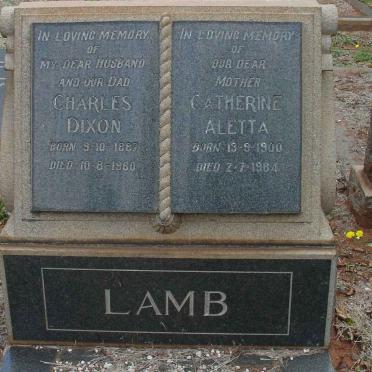 IN LOVING MEMORY
OF
MY DEAR HUSBAND
AND OUR DAD
CHARLES
DIXON
BORN 9-10-1887
DIED 10-8-1960
IN LOVING MEMORY
OF
OUR DEAR
MOTHER
CATHERINE
ALETTA
BORN 13-9-1900
DIED 2-7-1984
LAMB